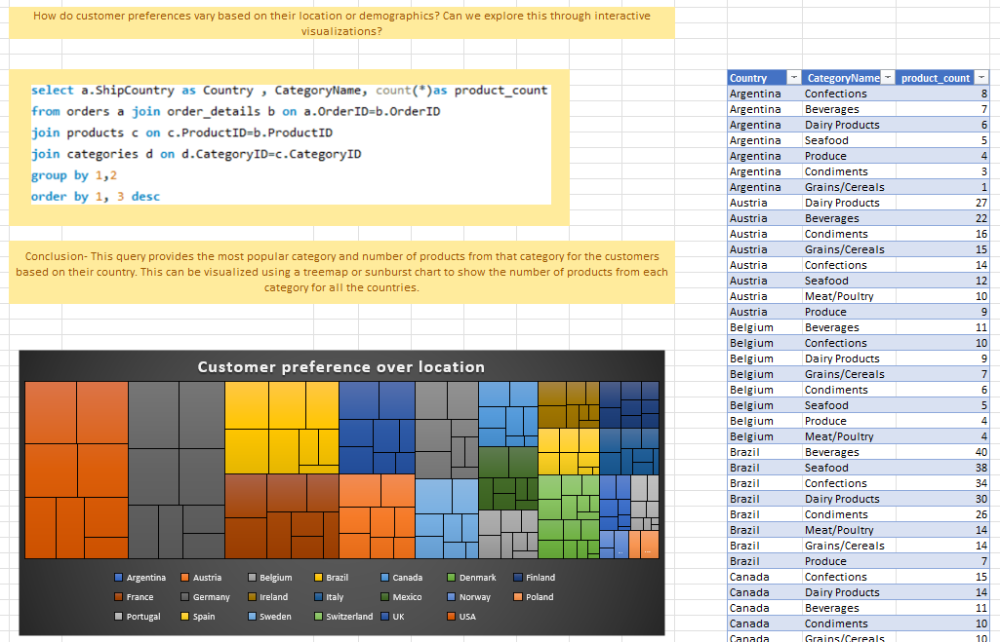 How do customer preferences vary based on their location or demographics? Can we explore this through interactive
visualizations?
select a.ShipCountry as Country , CategoryName, count(*)as product_count
from orders a join order_details b on a.OrderID=b.OrderID
join products c on c.ProductID=b.ProductID
join categories d on d.CategoryID=c.CategoryID
group by 1,2
order by 1, 3 desc
Conclusion- This query provides the most popular category and number of products from that category for the customers
based on their country. This can be visualized using a treemap or sunburst chart to show the number of products from each
category for all the countries.
Customer preference over location
Argentina Austria Belgium Brazil Canada Denmark Finland
France Germany Ireland Italy Mexico Norway Poland
Portugal Spain Sweden Switzerland UK USA
Country CategoryName product_count
Argentina Confections 8
Argentina Beverages 7
Argentina Dairy Products 6
Argentina Seafood 5
Argentina Produce 4
Argentina Condiments 3
Argentina Grains/Cereals 1
Austria Dairy Products 27
Austria Beverages 22
Austria Condiments 16
Austria Grains/Cereals 15
Austria Confections 14
Austria Seafood 12
Austria Meat/Poultry 10
Austria Produce 9
Belgium Beverages 11
Belgium Confections 10
Belgium Dairy Products 9
Belgium Grains/Cereals 7
Belgium Condiments 6
Belgium Seafood 5
Belgium Produce 4
Belgium Meat/Poultry 4
Brazil Beverages 40
Brazil Seafood 38
Brazil Confections 34
Brazil Dairy Products 30
Brazil Condiments 26
Brazil Meat/Poultry 14
Brazil Grains/Cereals 14
Brazil Produce 7
Canada Confections 15
Canada Dairy Products 14
Canada Beverages 11
Canada Condiments 10
Canada Grains/Cereals 10